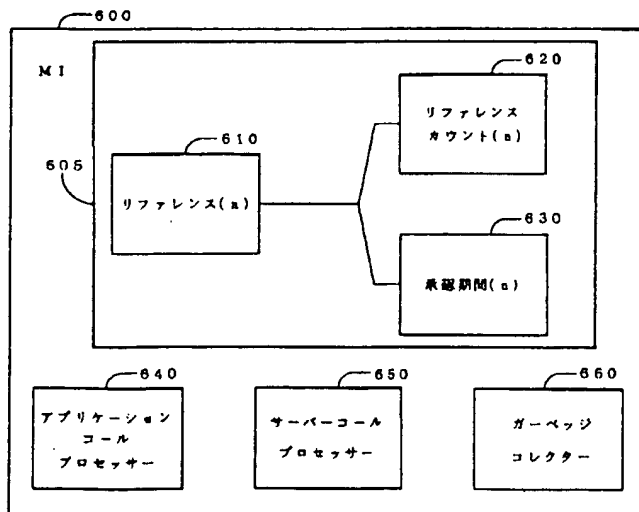 600
MI
620
リファレンス
カウント(n)
610
605
リファレンス(n)
630
承認期間(n)
640
650
660
アプリケーション
コール
プロセッサー
サーバーコール
プロセッサー
ガーベッジ
コレクター